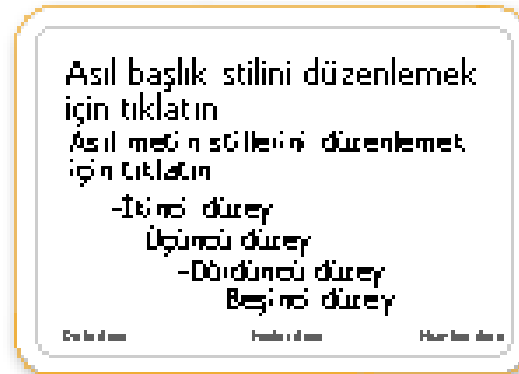 Asıl başlık stilini düzenlemek
için tıklatın
Asıl metin stillerini düzenlemek
için tıklatın
-İkinci düzey
Üçüncü düzey
-Dördüncü düzey
Beşinci düzey